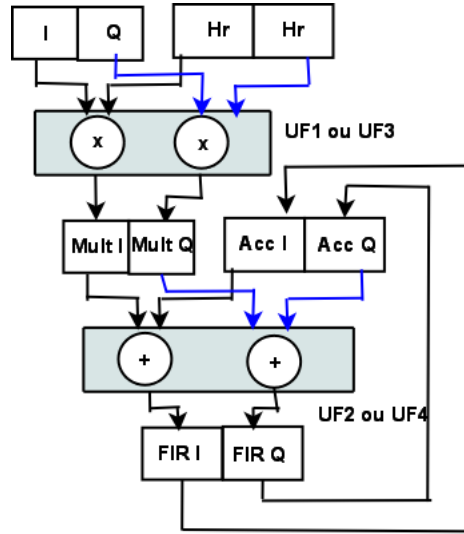 I Q Hr Hr
x x
UF1 ou UF3
Mult I Mult Q Acc I Acc Q
+ +
UF2 ou UF4
FIR I FIR Q